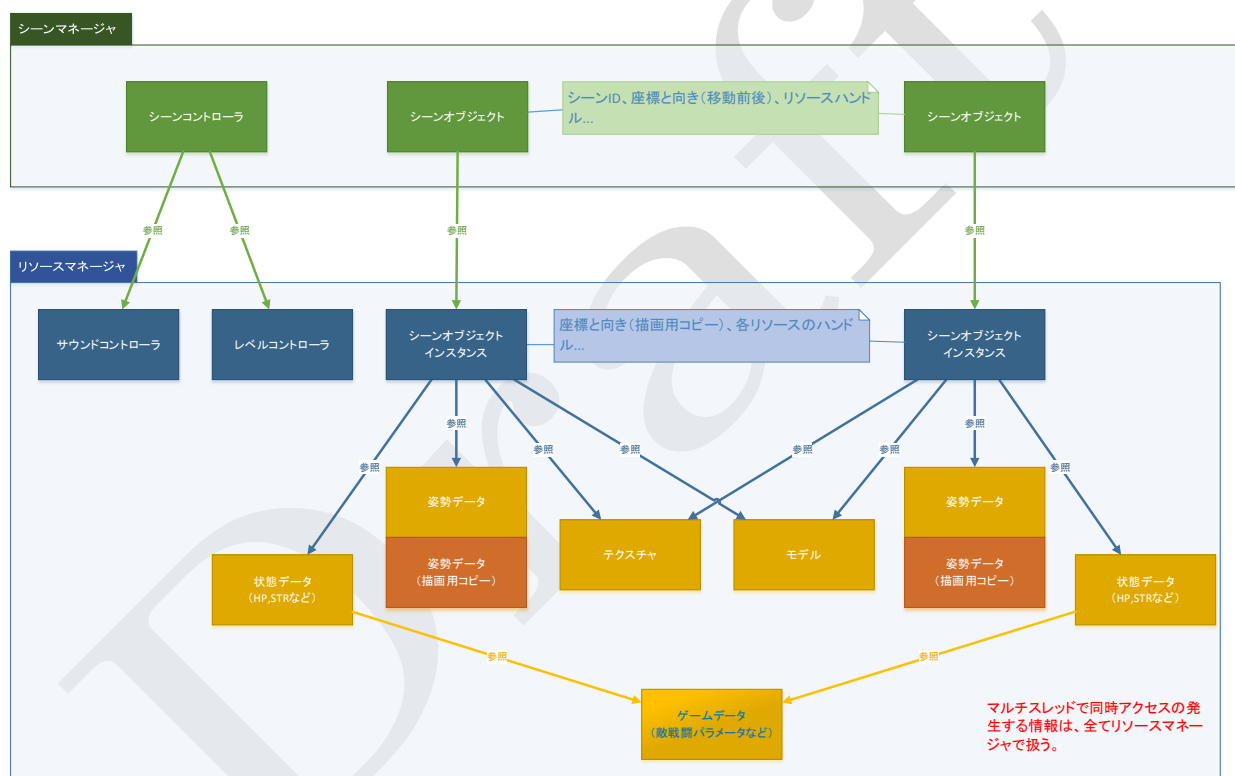 シーンマネージャ
シーンコントローラ
シーンオブジェクト
シーンID、座標と向き(移動前後)、リソースハンド
ル...
シーンオブジェクト
参照
参照
参照
参照
リソースマネージャ
サウンドコントローラ
レベルコントローラ
シーンオブジェクト
インスタンス
座標と向き(描画用コピー)、各リソースのハンド
ル...
シーンオブジェクト
インスタンス
参照
参照
参照
参照
参照
参照
参照
参照
姿勢データ
姿勢データ
(描画用コピー)
テクスチャ
モデル
姿勢データ
姿勢データ
(描画用コピー)
状態データ
(HP,STRなど)
状態データ
(HP,STRなど)
参照
参照
ゲームデータ
(敵戦闘パラメータなど)
マルチスレッドで同時アクセスの発
生する情報は、全てリソースマネー
ジャで扱う。
Draft